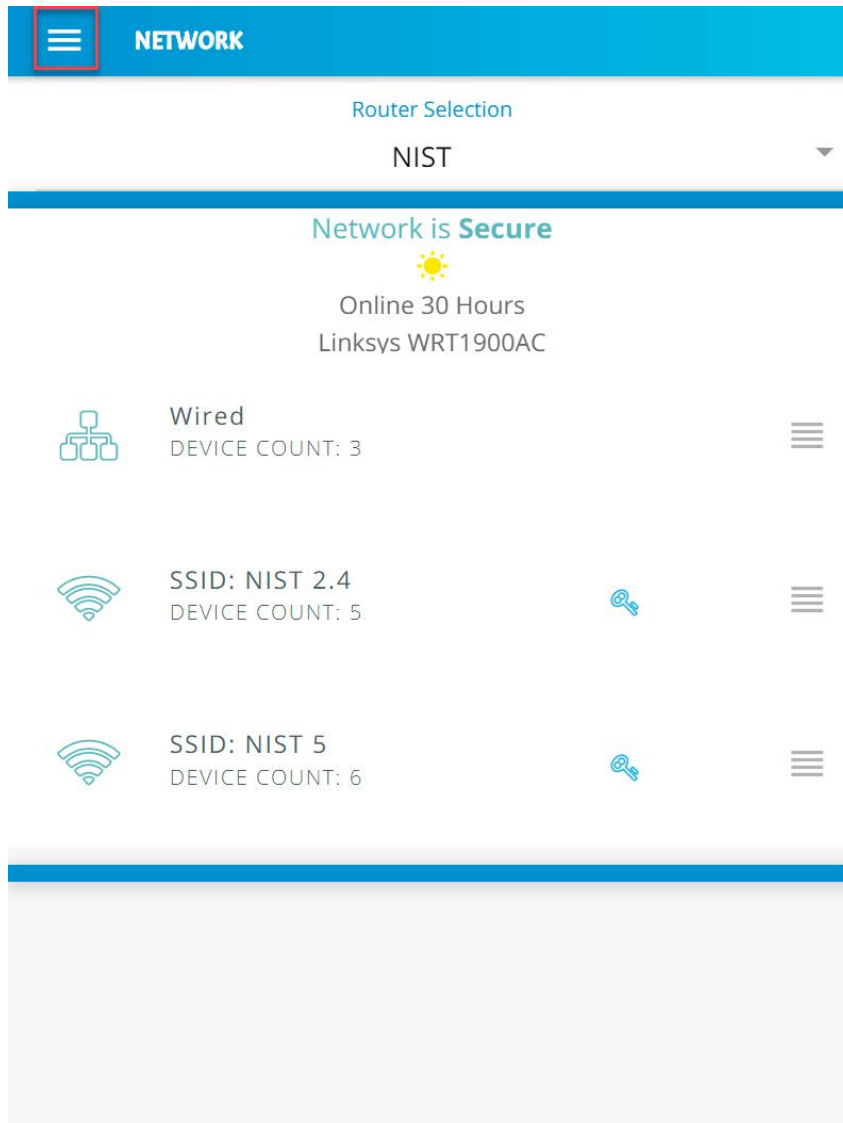 NETWORK
Router Selection
NIST
Network is Secure
Online 30 Hours
Linksys WRT1900AC
Wired
DEVICE COUNT: 3
SSID: NIST 2.4
DEVICE COUNT: 5
SSID: NIST 5
DEVICE COUNT: 6